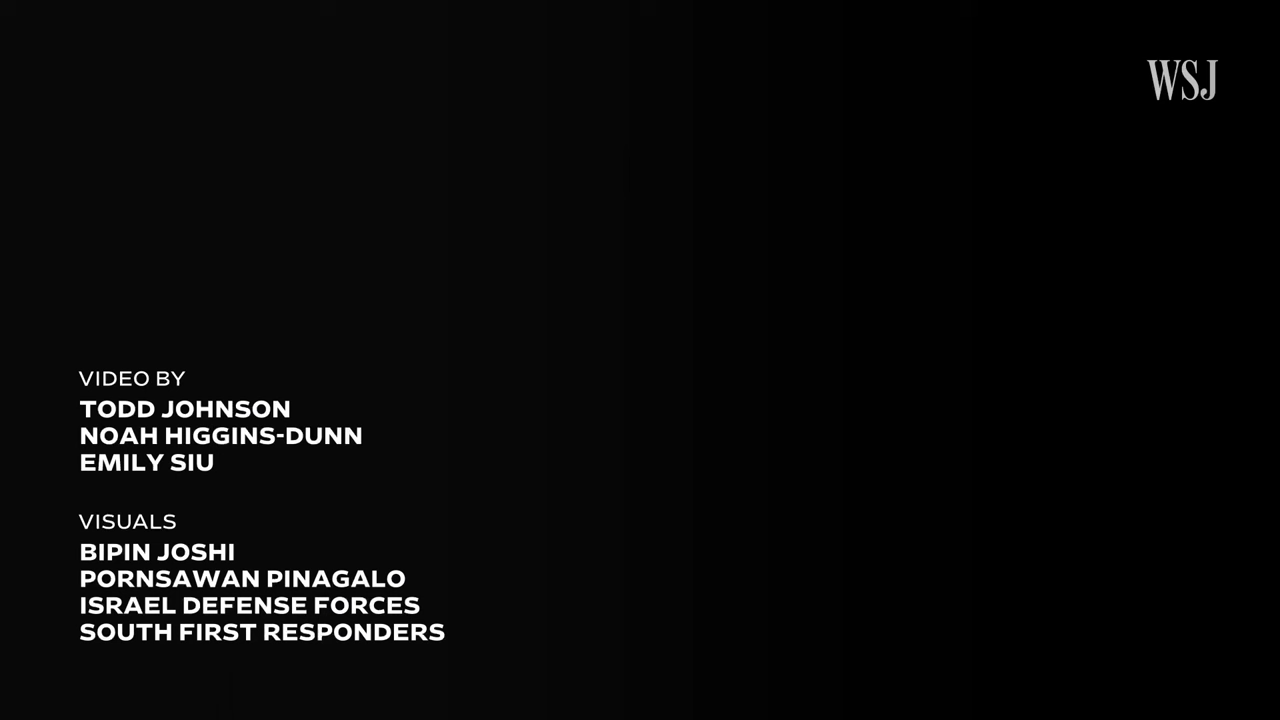 WSJ
VIDEO BY
TODD JOHNSON
NOAH HIGGINS-DUNN
EMILY SIU
VISUALS
BIPIN JOSHI
PORNSAWAN PINAGALO
ISRAEL DEFENSE FORCES
SOUTH FIRST RESPONDERS